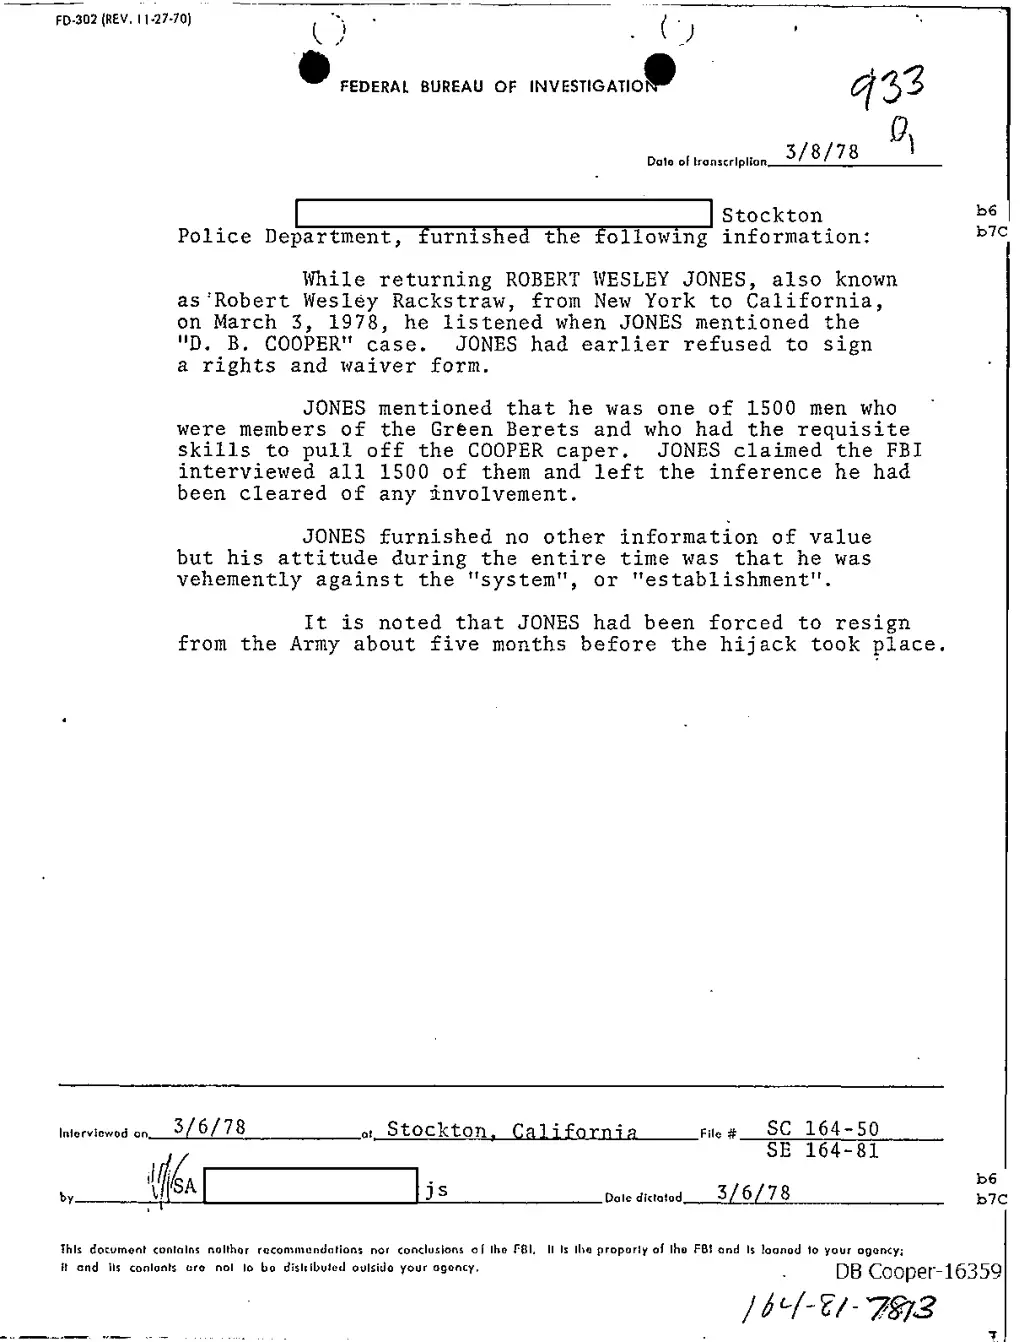 FD-302 (REV. 11-27-70)
FEDERAL BUREAU OF INVESTIGATION
933
Date of transcription 3/8/78
Stockton
b6
Police Department, furnished the following information:
b7C
While returning ROBERT WESLEY JONES, also known
as Robert Wesley Rackstraw, from New York to California,
on March 3, 1978, he listened when JONES mentioned the
"D. B. COOPER" case. JONES had earlier refused to sign
a rights and waiver form.
JONES mentioned that he was one of 1500 men who
were members of the Green Berets and who had the requisite
skills to pull off the COOPER caper. JONES claimed the FBI
interviewed all 1500 of them and left the inference he had
been cleared of any involvement.
JONES furnished no other information of value
but his attitude during the entire time was that he was
vehemently against the "system", or "establishment".
It is noted that JONES had been forced to resign
from the Army about five months before the hijack took place.
Interviewed on 3/6/78 at Stockton, California File # SC 164-50
SE 164-81
by SA js Date dictated 3/6/78
b6
b7C
This document contains neither recommendations nor conclusions of the FBI. It is the property of the FBI and is loaned to your agency;
it and its contents are not to be distributed outside your agency.
DB Cooper-16359
164-81-7813